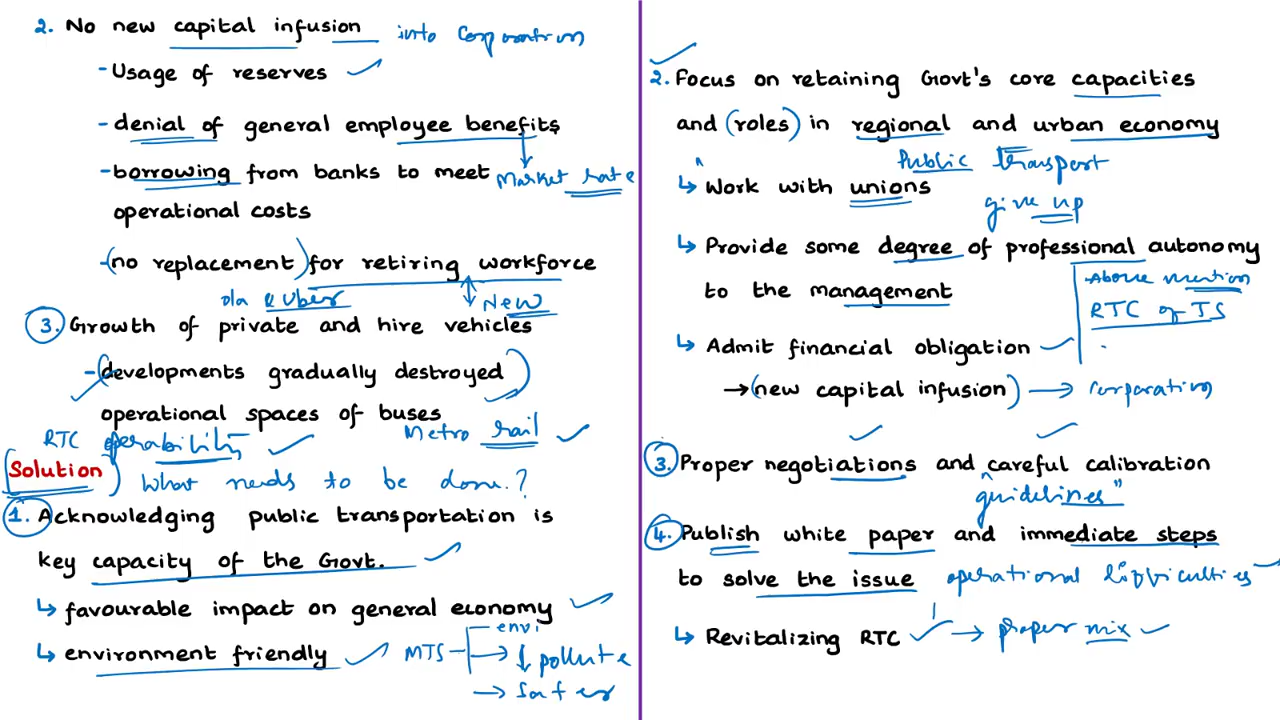 2. No new capital infusion into Corporation
- Usage of reserves
- denial of general employee benefits
- borrowing from banks to meet Market rate
operational costs
- (no replacement) for retiring workforce
ola & uber New
3. Growth of private and hire vehicles
- (developments gradually destroyed)
operational spaces of buses
RTC operability Metro rail
Solution What needs to be done?
1. Acknowledging public transportation is
key capacity of the Govt.
↳ favourable impact on general economy
↳ environment friendly MTS envi
↓ pollute
→ safer
2. Focus on retaining Govt's core capacities
and (roles) in regional and urban economy
Public transport
↳ Work with unions
give up
↳ Provide some degree of professional autonomy
to the management
Above mention
RTC of TS
↳ Admit financial obligation
→ (new capital infusion) → Corporation
3. Proper negotiations and careful calibration
"guidelines"
4. Publish white paper and immediate steps
to solve the issue operational difficulties
↳ Revitalizing RTC → proper mix